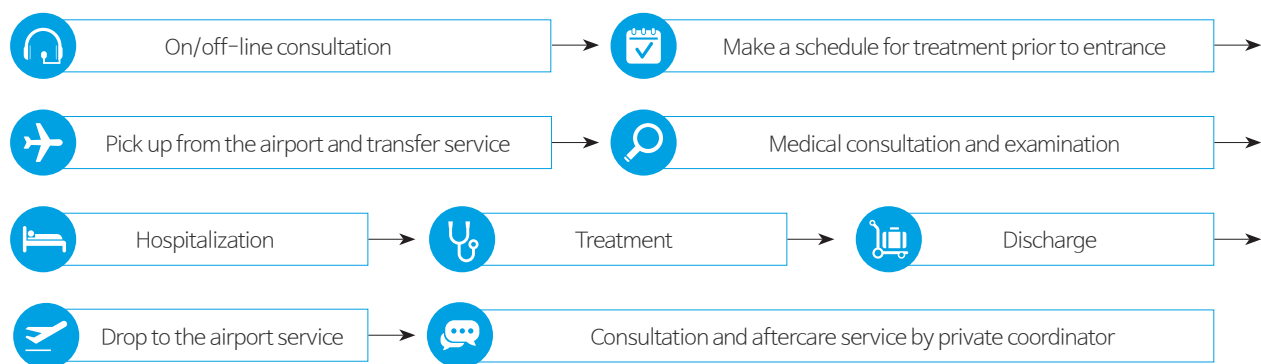 On/off-line consultation
Make a schedule for treatment prior to entrance
Pick up from the airport and transfer service
Medical consultation and examination
Hospitalization
Treatment
Discharge
Drop to the airport service
Consultation and aftercare service by private coordinator